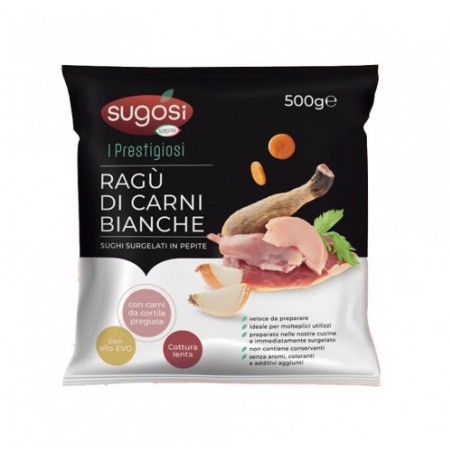 sugosi
500g℮
I Prestigiosi
RAGÙ
DI CARNI
BIANCHE
SUGHI SURGELATI IN PEPITE
con carni
da cortile
pregiate
con
olio EVO
Cottura
lenta
veloce da preparare
ideale per molteplici utilizzi
preparato nelle nostre cucine
e immediatamente surgelato
non contiene conservanti
senza aromi, coloranti
e additivi aggiunti